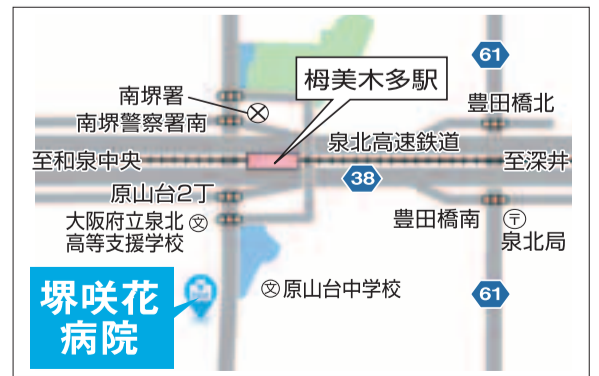 61
栂美木多駅
南堺署
豊田橋北
南堺警察署南
泉北高速鉄道
至和泉中央
至深井
38
原山台2丁
大阪府立泉北
高等支援学校
文
豊田橋南
〒
泉北局
堺咲花
病院
文
原山台中学校
61